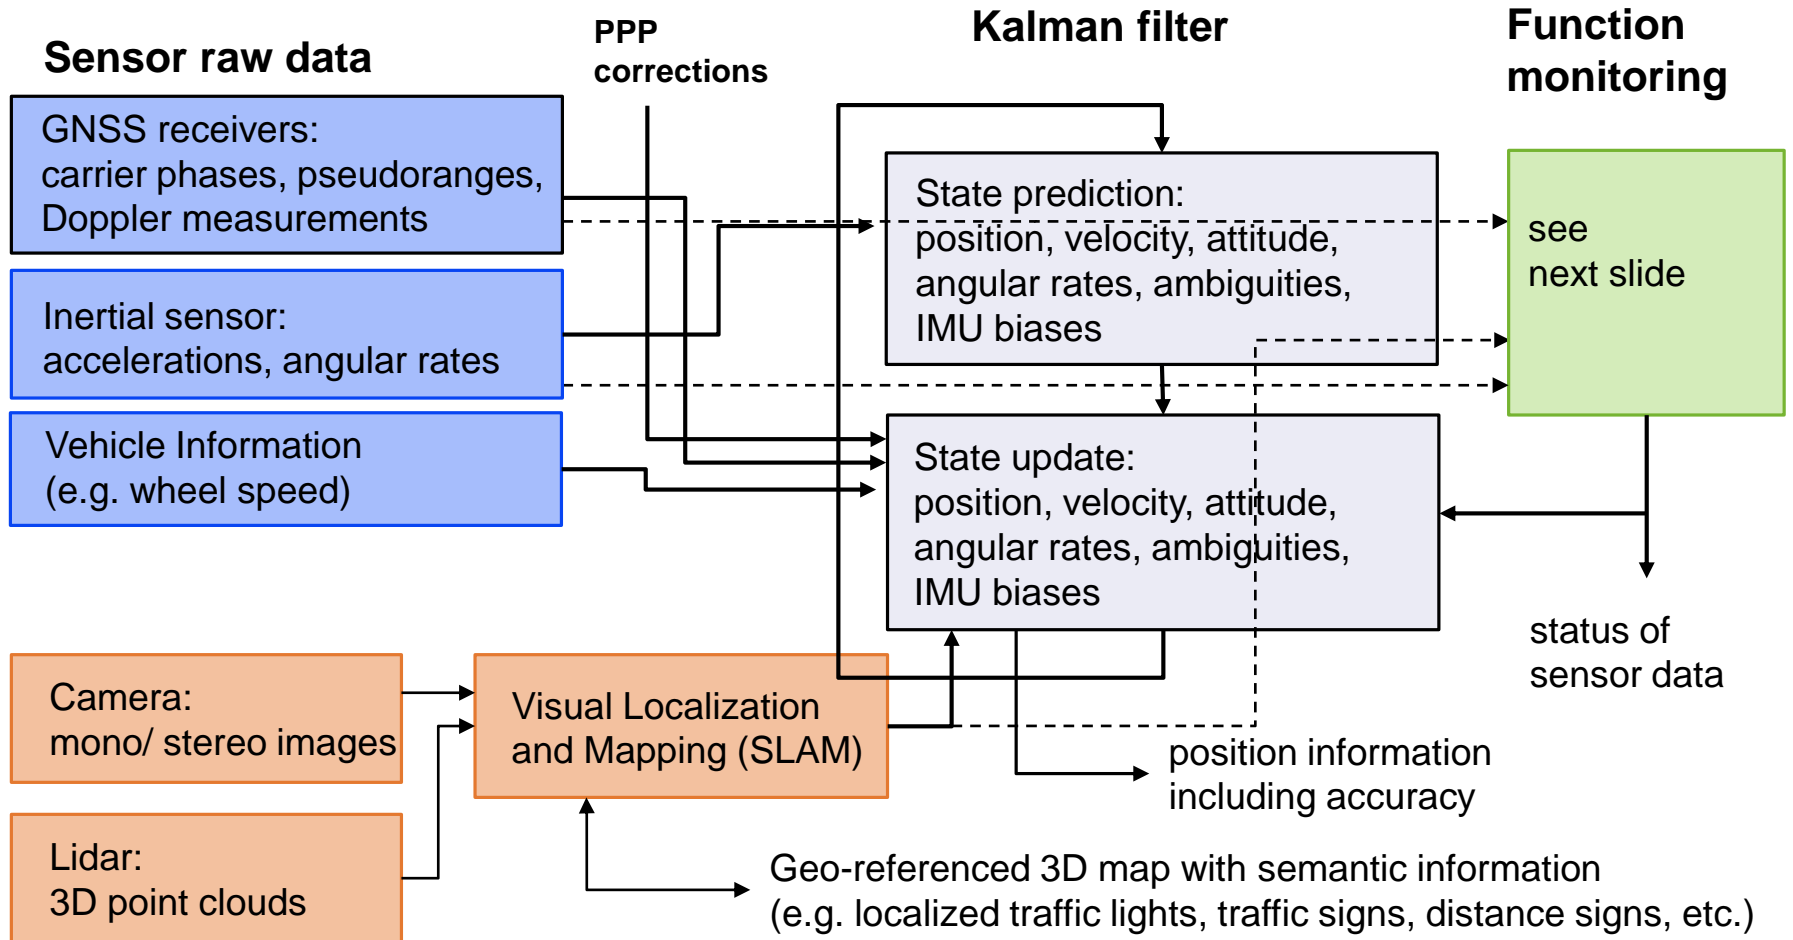 Sensor raw data
PPP
corrections
Kalman filter
Function
monitoring
GNSS receivers:
carrier phases, pseudoranges,
Doppler measurements
Inertial sensor:
accelerations, angular rates
Vehicle Information
(e.g. wheel speed)
State prediction:
position, velocity, attitude,
angular rates, ambiguities,
IMU biases
see
next slide
State update:
position, velocity, attitude,
angular rates, ambiguities,
IMU biases
status of
sensor data
Camera:
mono/ stereo images
Visual Localization
and Mapping (SLAM)
position information
including accuracy
Lidar:
3D point clouds
Geo-referenced 3D map with semantic information
(e.g. localized traffic lights, traffic signs, distance signs, etc.)